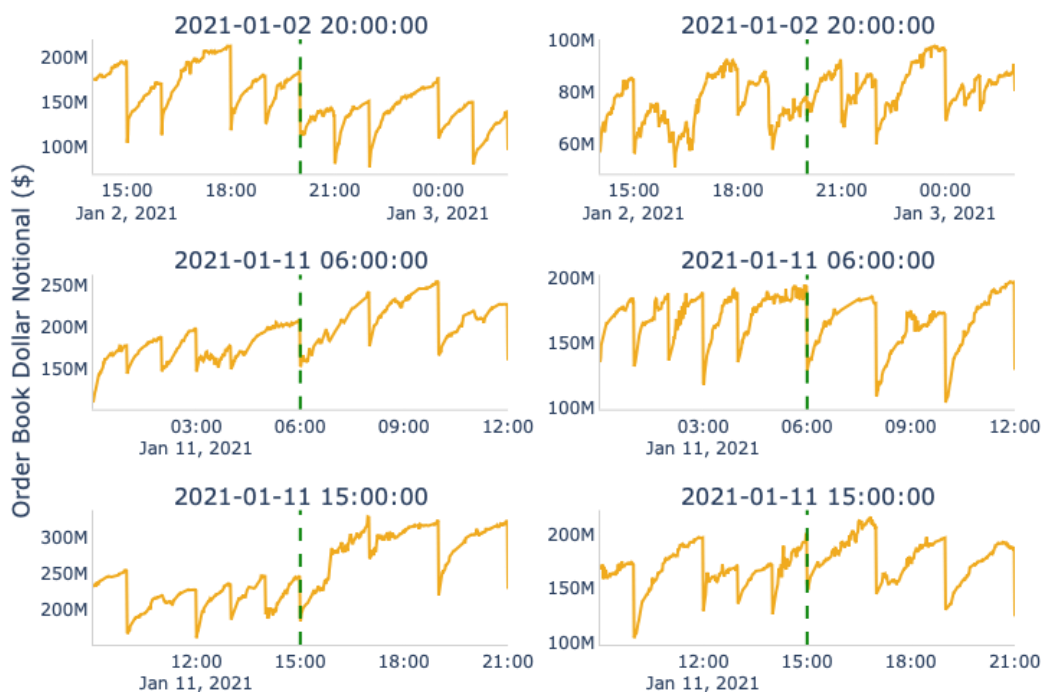 Order Book Dollar Notional ($)
2021-01-02 20:00:00
200M
150M
100M
15:00 18:00 21:00 00:00
Jan 2, 2021 Jan 3, 2021
2021-01-02 20:00:00
100M
80M
60M
15:00 18:00 21:00 00:00
Jan 2, 2021 Jan 3, 2021
2021-01-11 06:00:00
250M
200M
150M
03:00 06:00 09:00 12:00
Jan 11, 2021
2021-01-11 06:00:00
200M
150M
100M
03:00 06:00 09:00 12:00
Jan 11, 2021
2021-01-11 15:00:00
300M
250M
200M
12:00 15:00 18:00 21:00
Jan 11, 2021
2021-01-11 15:00:00
200M
150M
100M
12:00 15:00 18:00 21:00
Jan 11, 2021